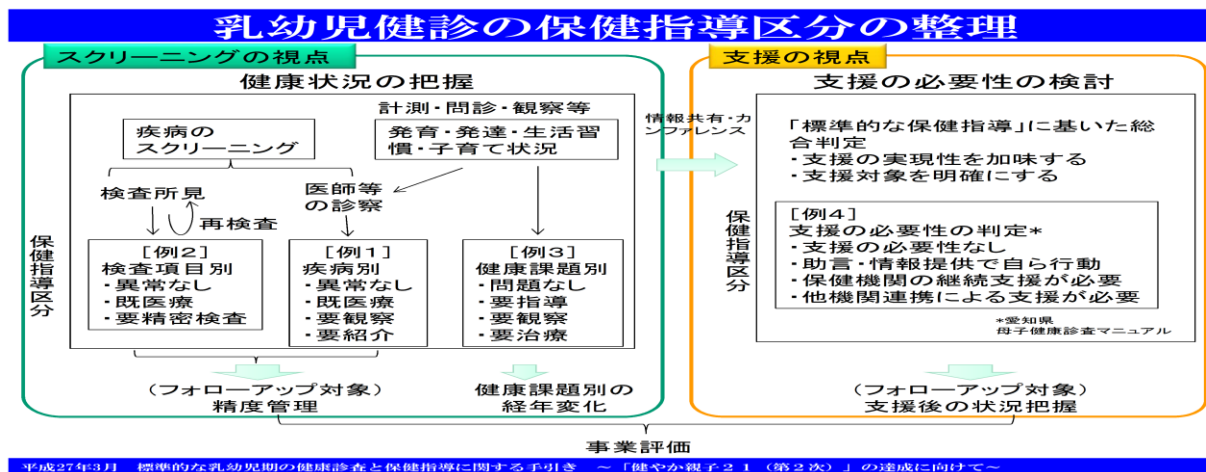 乳幼児健診の保健指導区分の整理
スクリーニングの視点
健康状況の把握
計測・問診・観察等
疾病の
スクリーニング
発育・発達・生活習
慣・子育て状況
検査所見
再検査
医師等
の診察
保健指導区分
[例2]
検査項目別
・異常なし
・既医療
・要精密検査
[例1]
疾病別
・異常なし
・既医療
・要観察
・要紹介
[例3]
健康課題別
・問題なし
・要指導
・要観察
・要治療
(フォローアップ対象)
精度管理
健康課題別の
経年変化
情報共有・カ
ンファレンス
支援の視点
支援の必要性の検討
「標準的な保健指導」に基いた総
合判定
・支援の実現性を加味する
・支援対象を明確にする
保健指導区分
[例4]
支援の必要性の判定*
・支援の必要性なし
・助言・情報提供で自ら行動
・保健機関の継続支援が必要
・他機関連携による支援が必要
*愛知県
母子健康診査マニュアル
(フォローアップ対象)
支援後の状況把握
事業評価
平成27年3月 標準的な乳幼児期の健康診査と保健指導に関する手引き ～「健やか親子21(第2次)」の達成に向けて～